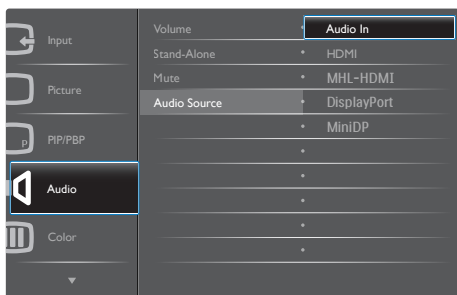 Input
Picture
P
PIP/PBP
Audio
Color
Volume
Stand-Alone
Mute
Audio Source
Audio In
HDMI
MHL-HDMI
DisplayPort
MiniDP